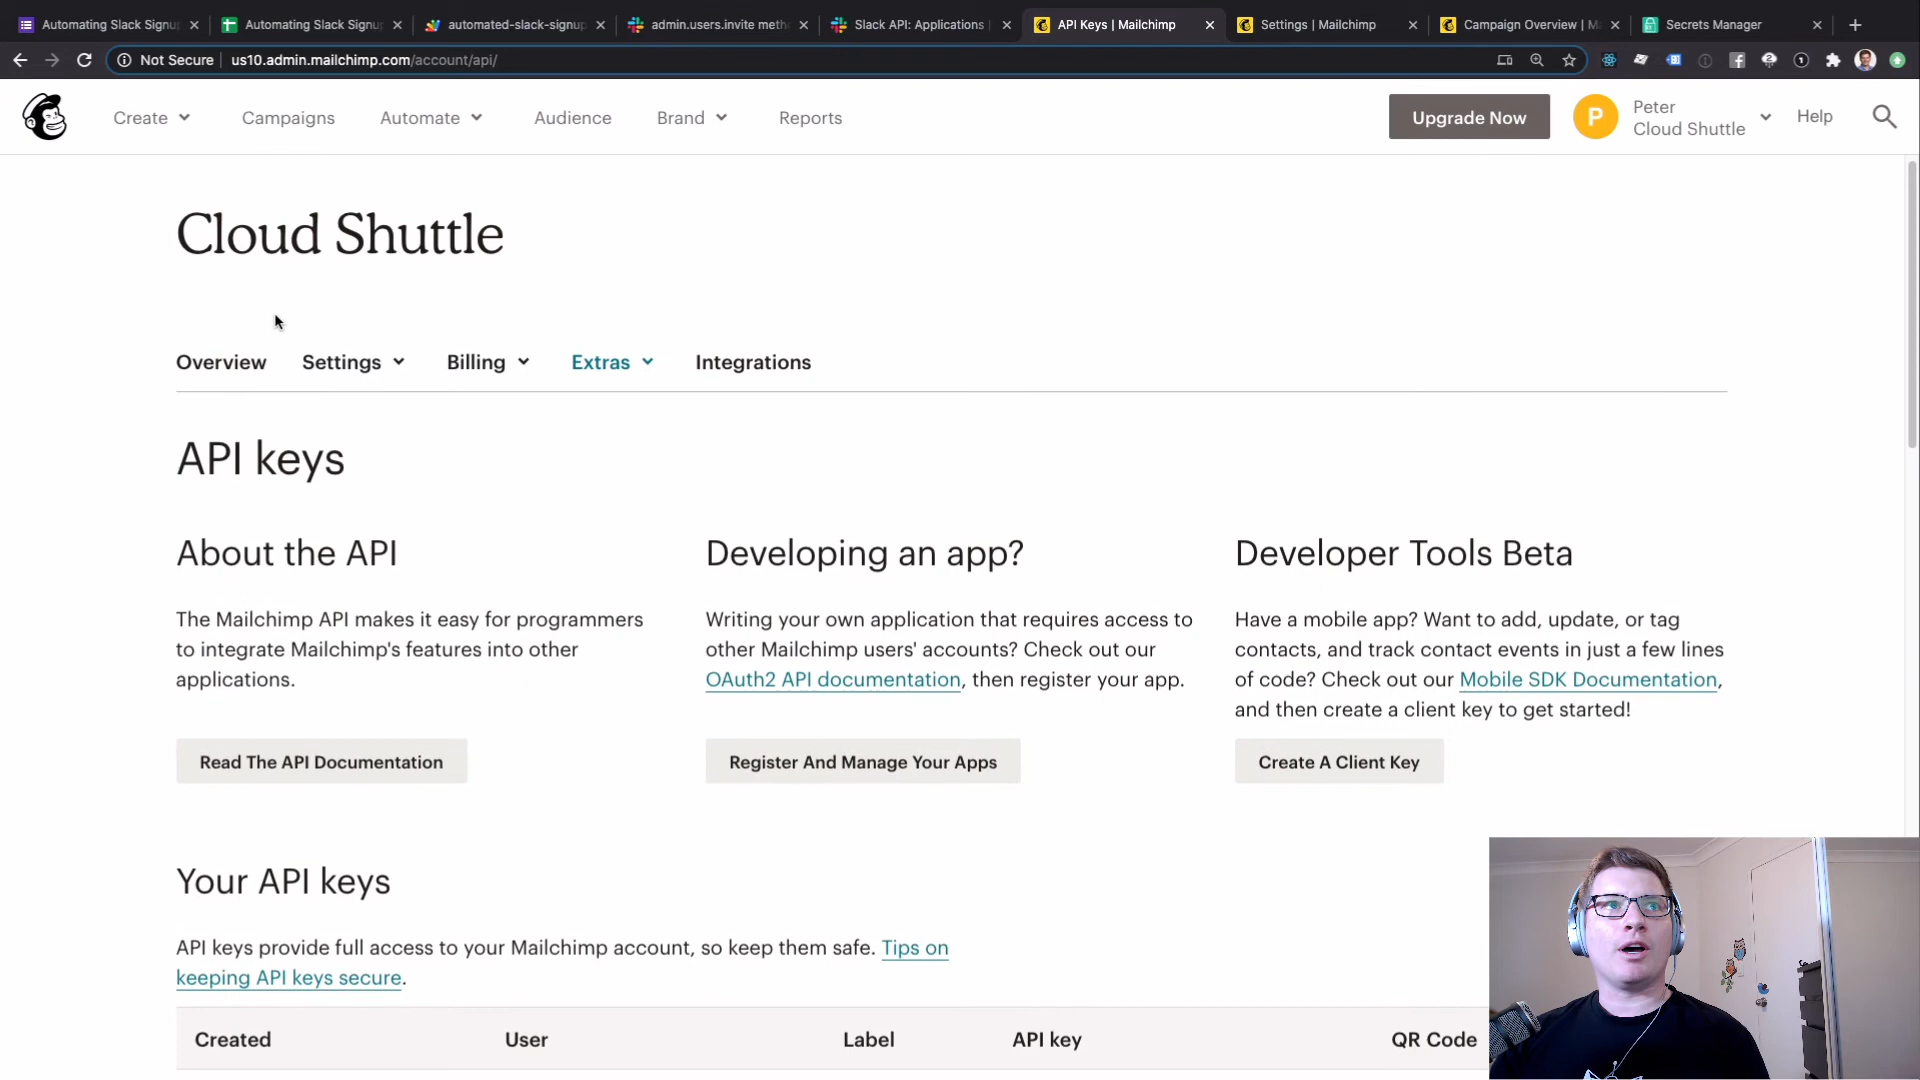 Automating Slack Signu
Automating Slack Signu
automated-slack-signup
admin.users.invite meth
Slack API: Applications
API Keys | Mailchimp
Settings | Mailchimp
Campaign Overview | M
Secrets Manager
Not Secure us10.admin.mailchimp.com/account/api/
Create Campaigns Automate Audience Brand Reports
Upgrade Now
P
Peter
Cloud Shuttle
Help
Cloud Shuttle
Overview Settings Billing Extras Integrations
API keys
About the API
The Mailchimp API makes it easy for programmers
to integrate Mailchimp's features into other
applications.
Read The API Documentation
Developing an app?
Writing your own application that requires access to
other Mailchimp users' accounts? Check out our
OAuth2 API documentation, then register your app.
Register And Manage Your Apps
Developer Tools Beta
Have a mobile app? Want to add, update, or tag
contacts, and track contact events in just a few lines
of code? Check out our Mobile SDK Documentation,
and then create a client key to get started!
Create A Client Key
Your API keys
API keys provide full access to your Mailchimp account, so keep them safe. Tips on
keeping API keys secure.
Created User Label API key QR Code